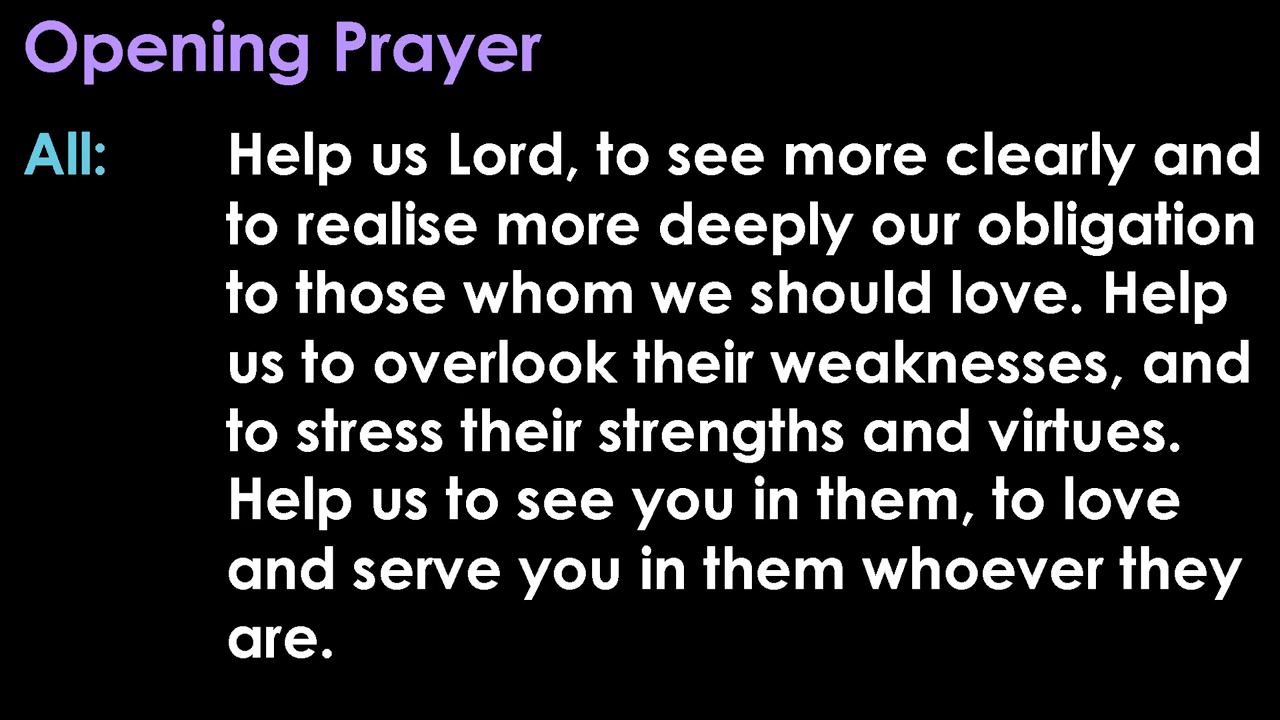 Opening Prayer
All: Help us Lord, to see more clearly and
to realise more deeply our obligation
to those whom we should love. Help
us to overlook their weaknesses, and
to stress their strengths and virtues.
Help us to see you in them, to love
and serve you in them whoever they
are.